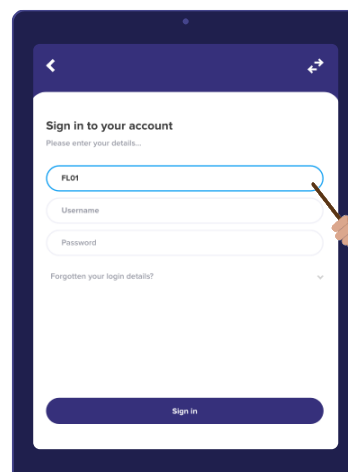 Sign in to your account
Please enter your details...
FL01
Username
Password
Forgotten your login details?
Sign in